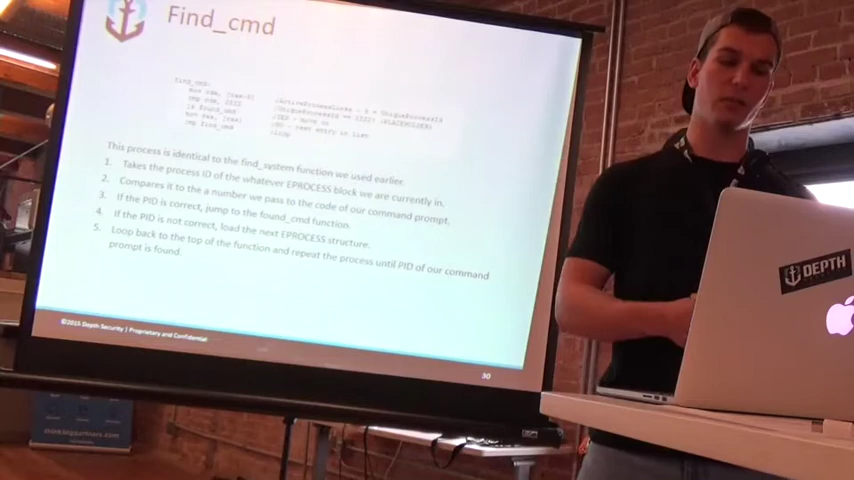 Find_cmd
find_cmd:
This process is identical to the find_system function we used earlier.
1. Takes the process ID of the whatever EPROCESS block we are currently in.
2. Compares it to the a number we pass to the code of our command prompt.
3. If the PID is correct, jump to the found_cmd function.
4. If the PID is not correct, load the next EPROCESS structure.
5. Loop back to the top of the function and repeat the process until PID of our command
prompt is found.
©2015 Depth Security | Proprietary and Confidential
30
DEPTH
thinkbigpartners.com